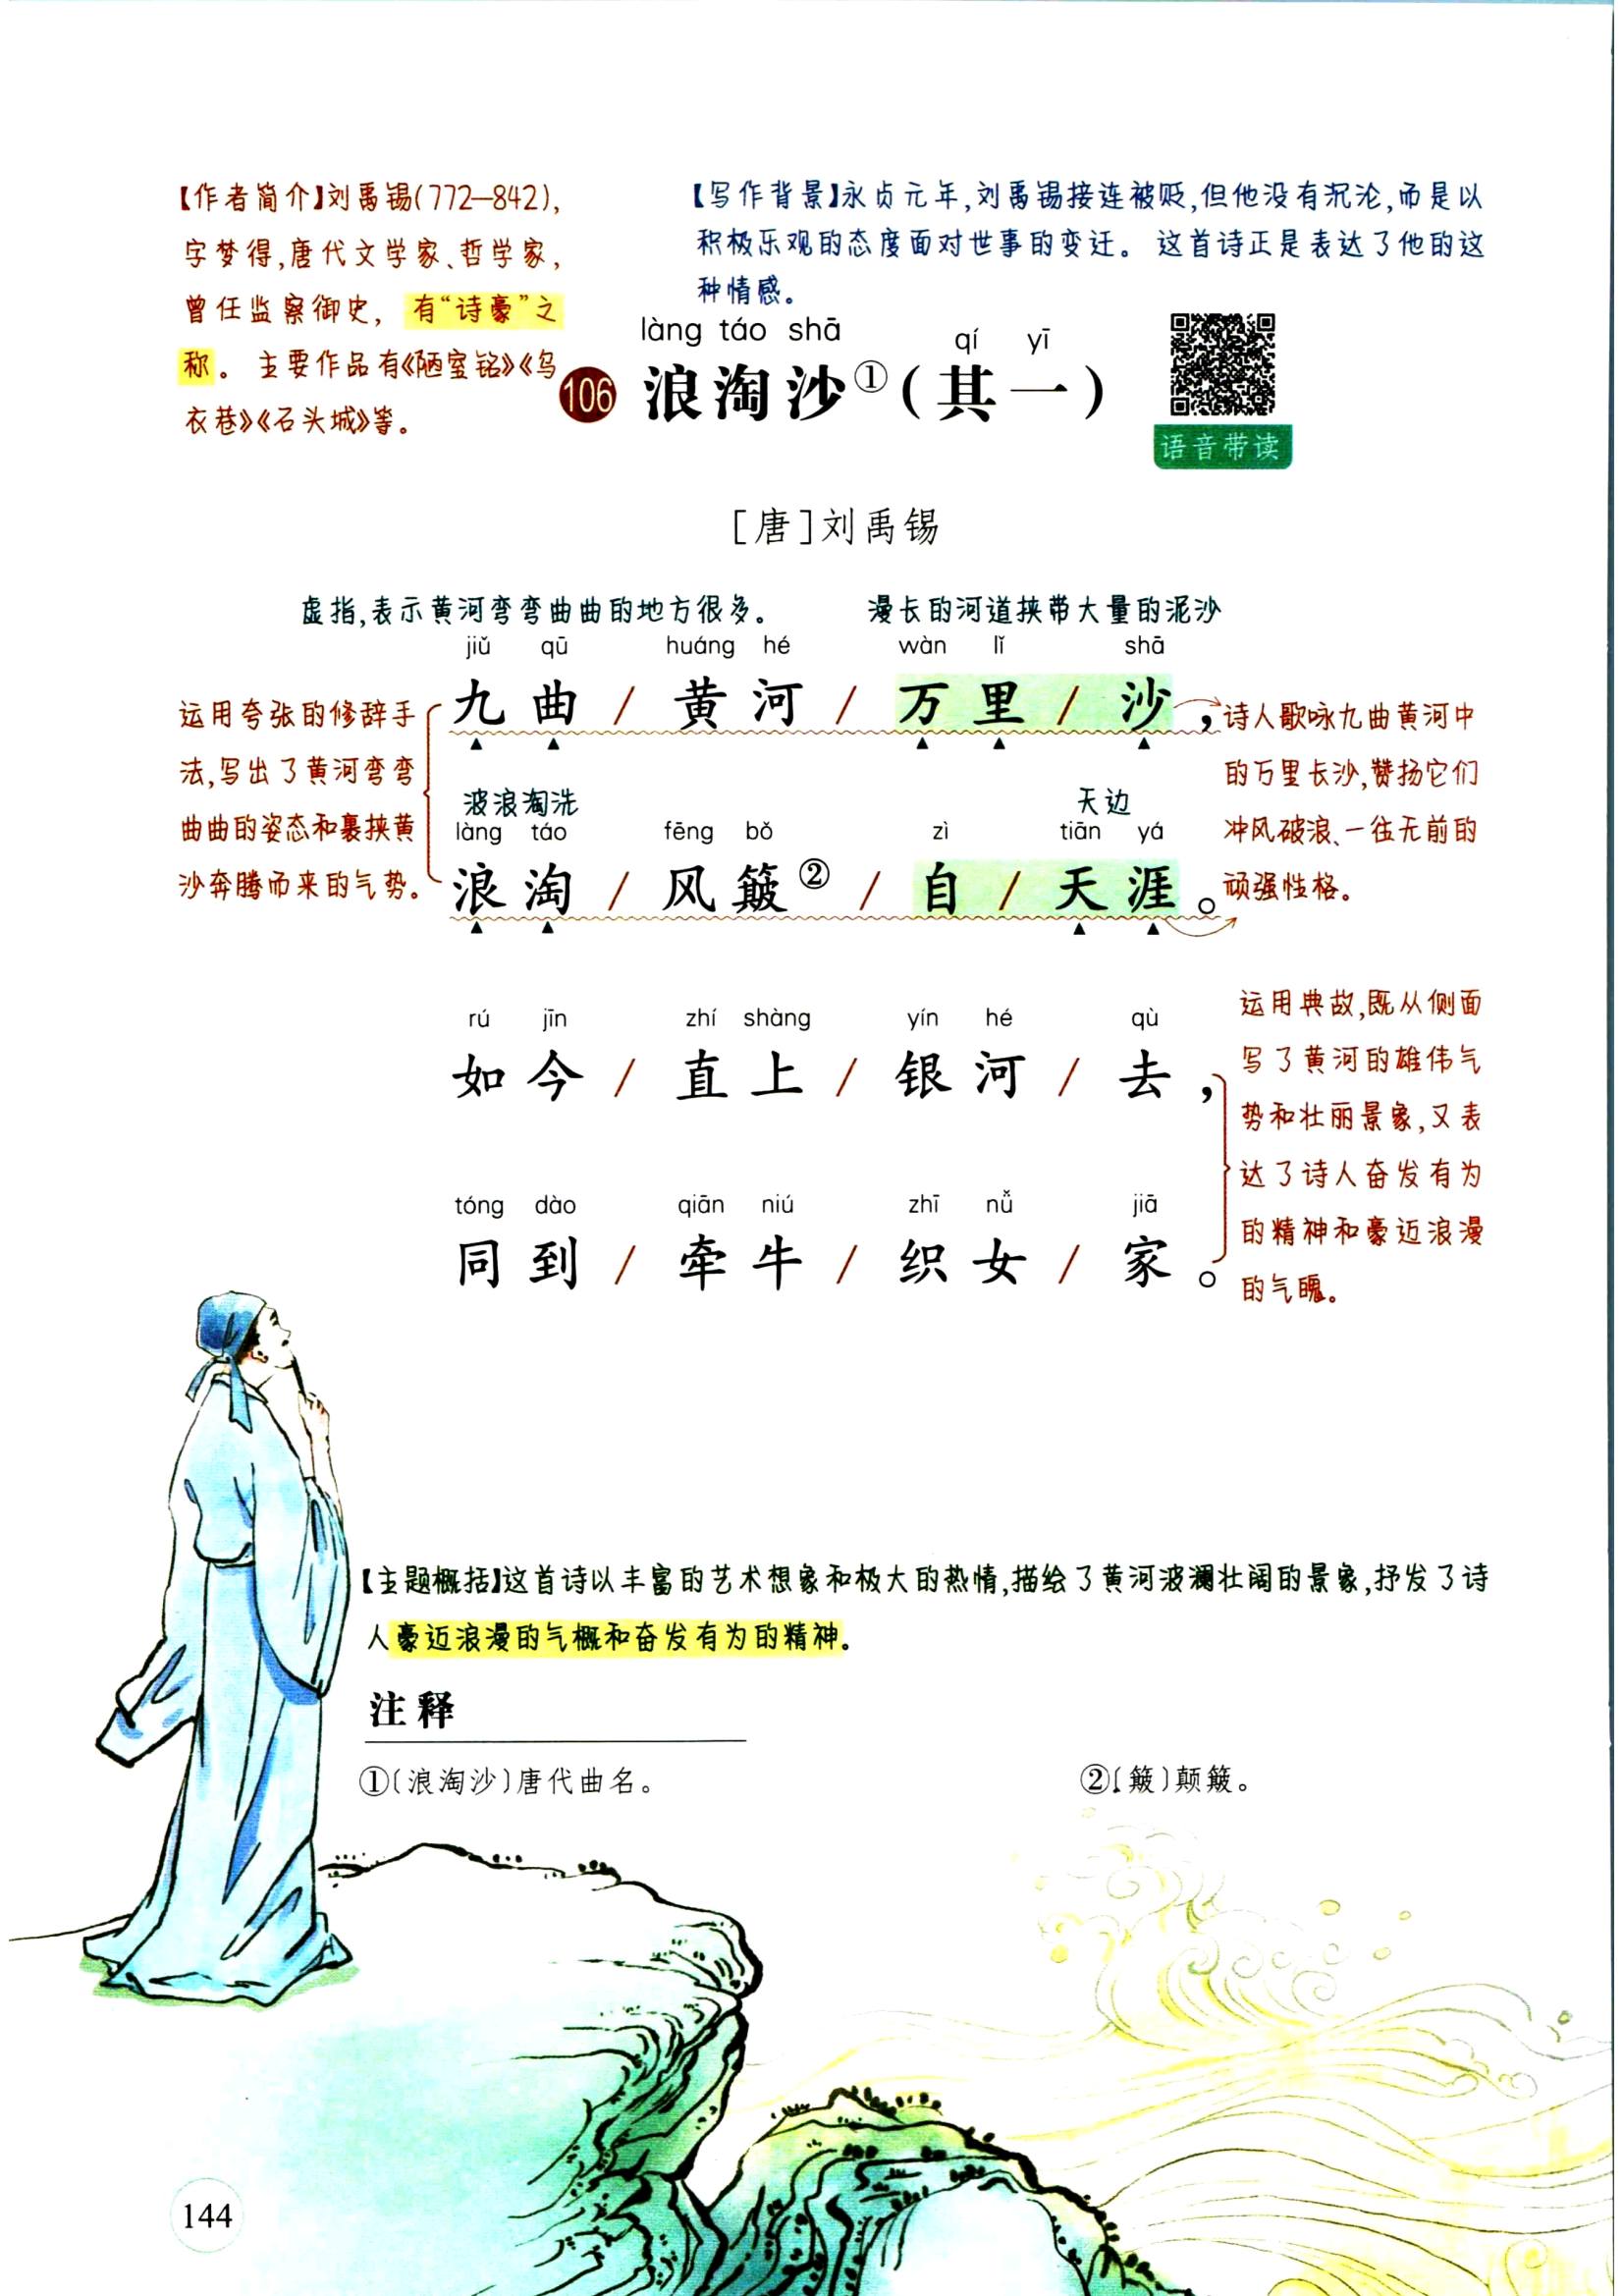 【作者简介】刘禹锡(772—842),
字梦得,唐代文学家、哲学家,
曾任监察御史,有“诗豪”之
称。主要作品有《陋室铭》《乌
衣巷》《石头城》等。
【写作背景】永贞元年,刘禹锡接连被贬,但他没有沉沦,而是以
积极乐观的态度面对世事的变迁。这首诗正是表达了他的这
种情感。
làng táo shā qí yī
106 浪淘沙①(其一)
语音带读
[唐]刘禹锡
虚指,表示黄河弯弯曲曲的地方很多。 漫长的河道挟带大量的泥沙
jiǔ qū huáng hé wàn lǐ shā
九曲/黄河/万里/沙,
波浪淘洗 天边
làng táo fēng bǒ zì tiān yá
浪淘/风簸②/自/天涯。
运用夸张的修辞手
法,写出了黄河弯弯
曲曲的姿态和裹挟黄
沙奔腾而来的气势。
诗人歌咏九曲黄河中
的万里长沙,赞扬它们
冲风破浪、一往无前的
顽强性格。
rú jīn zhí shàng yín hé qù
如今/直上/银河去,
tóng dào qiān niú zhī nǚ jiā
同到/牵牛/织女/家。
运用典故,既从侧面
写了黄河的雄伟气
势和壮丽景象,又表
达了诗人奋发有为
的精神和豪迈浪漫
的气魄。
【主题概括】这首诗以丰富的艺术想象和极大的热情,描绘了黄河波澜壮阔的景象,抒发了诗
人豪迈浪漫的气概和奋发有为的精神。
注释
①〔浪淘沙〕唐代曲名。 ②〔簸〕颠簸。
144